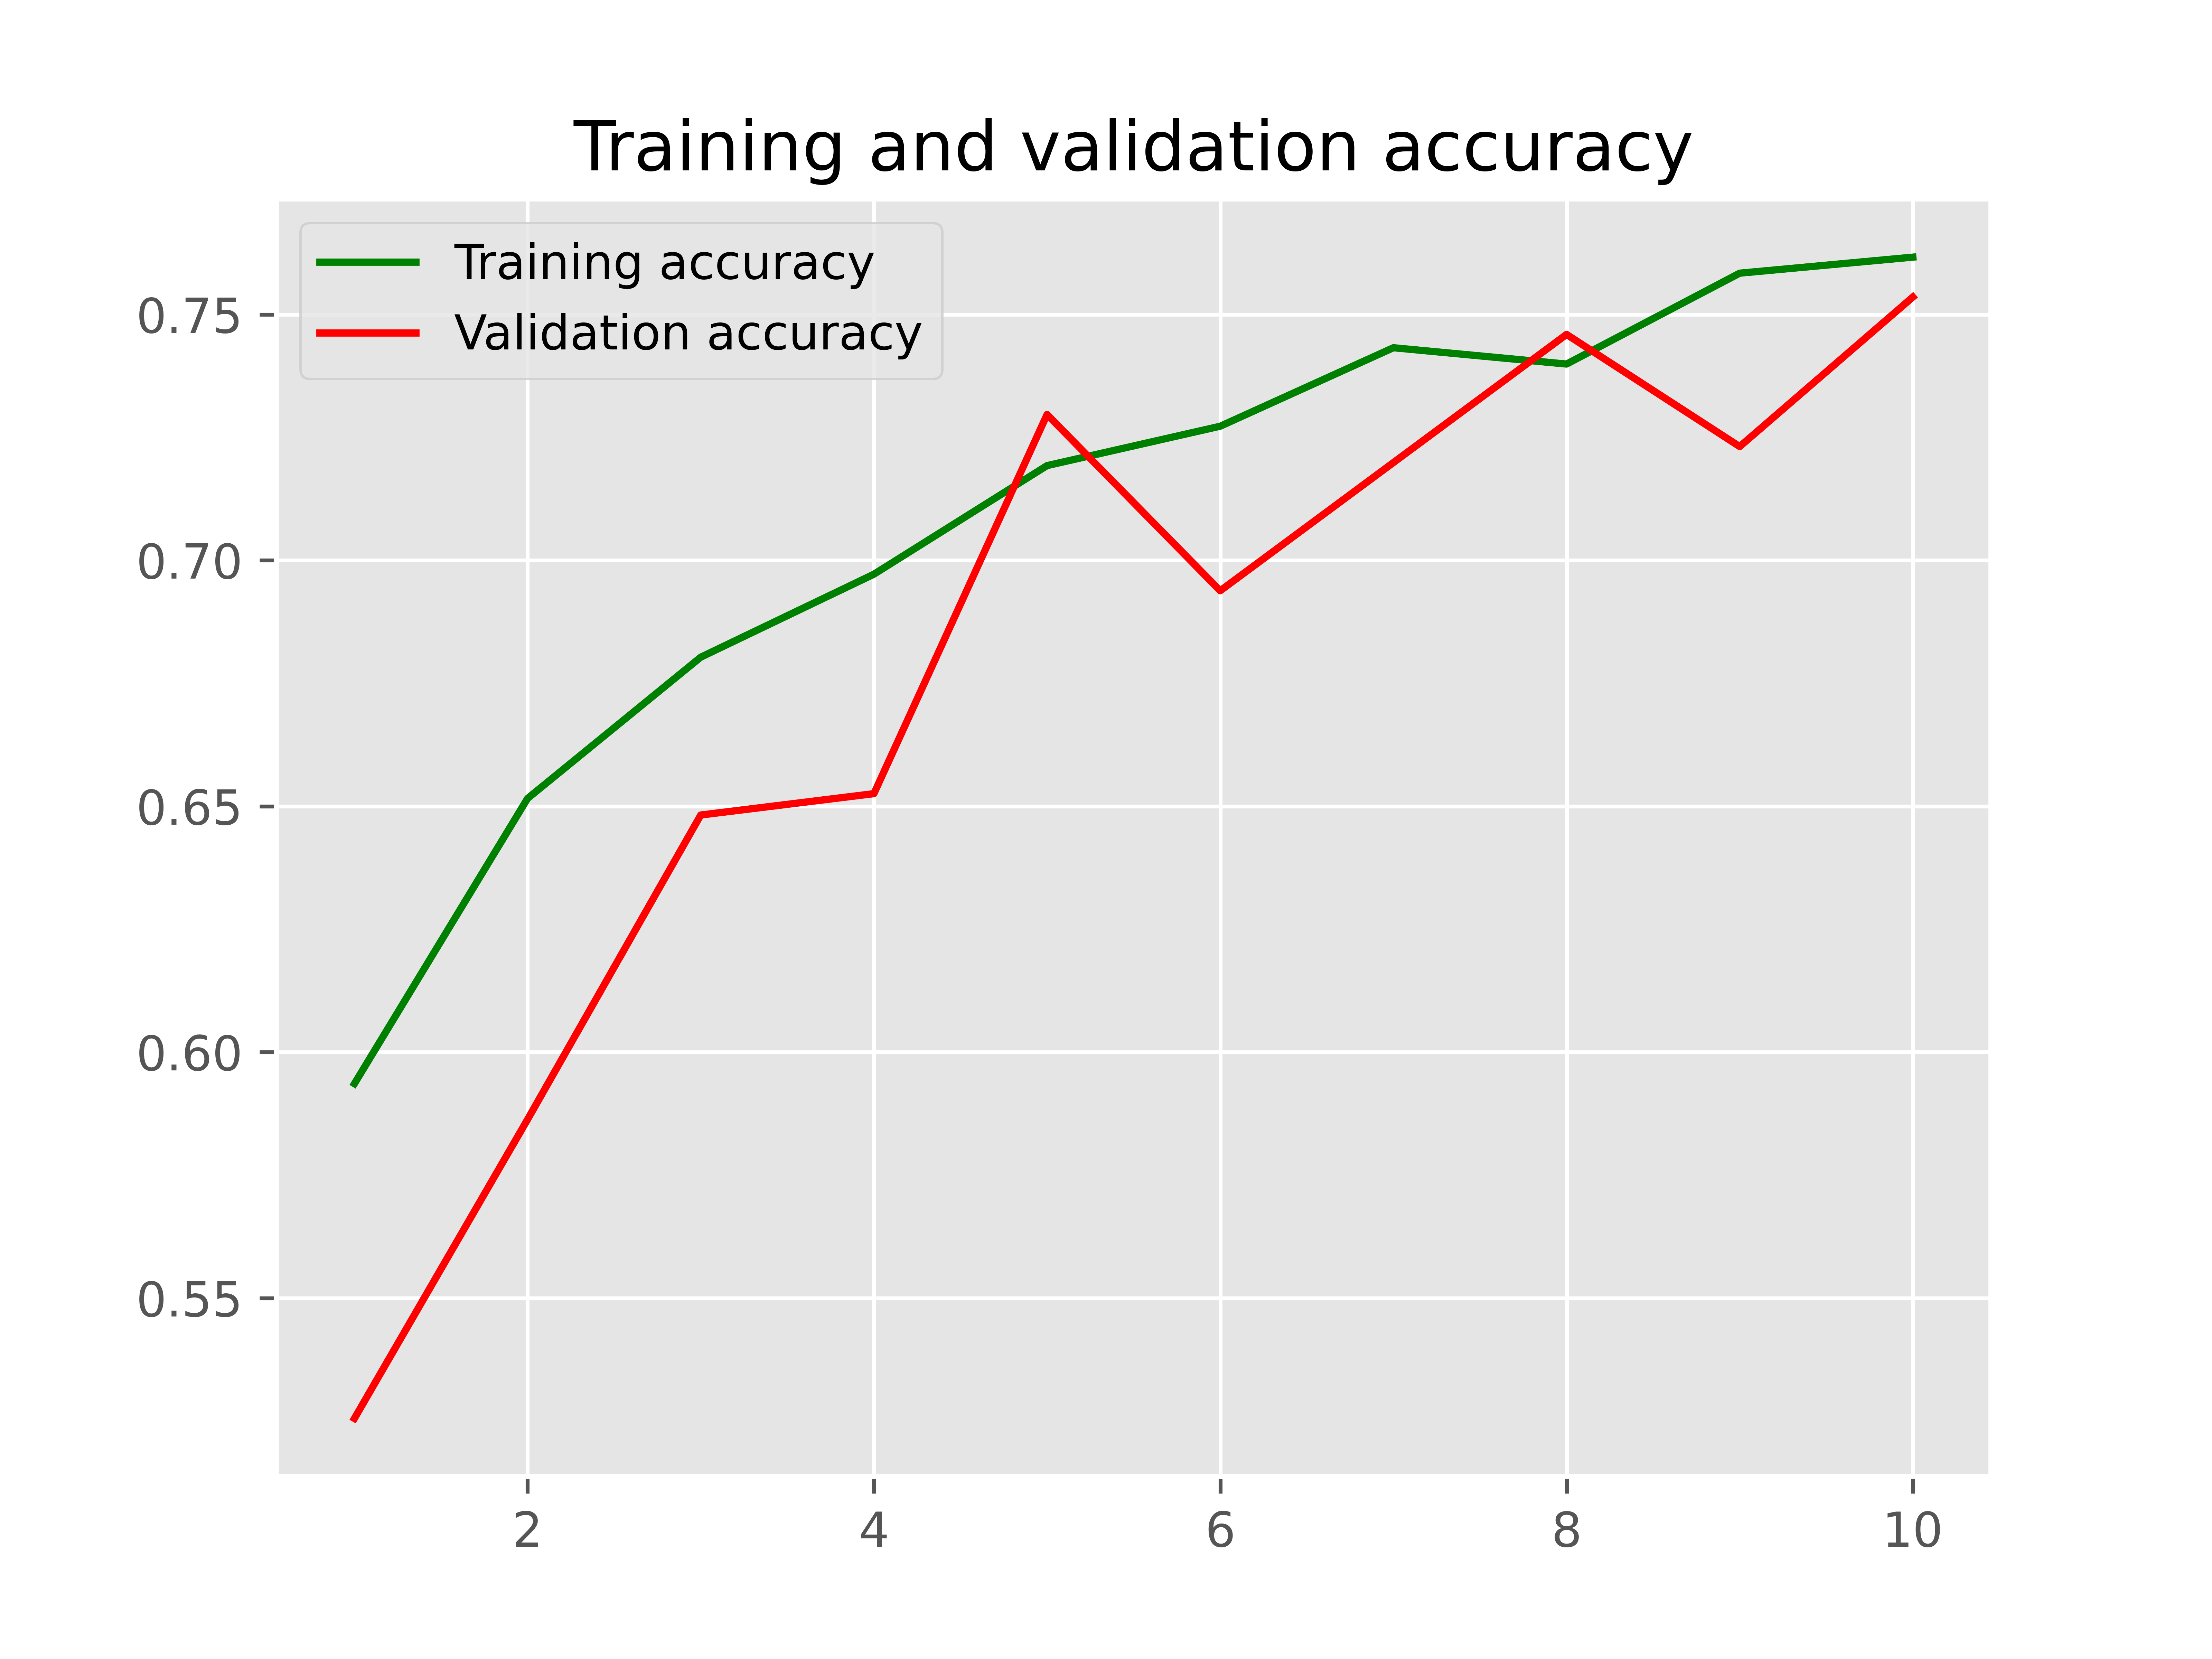 Training and validation accuracy
Training accuracy
Validation accuracy
0.75
0.70
0.65
0.60
0.55
2 4 6 8 10